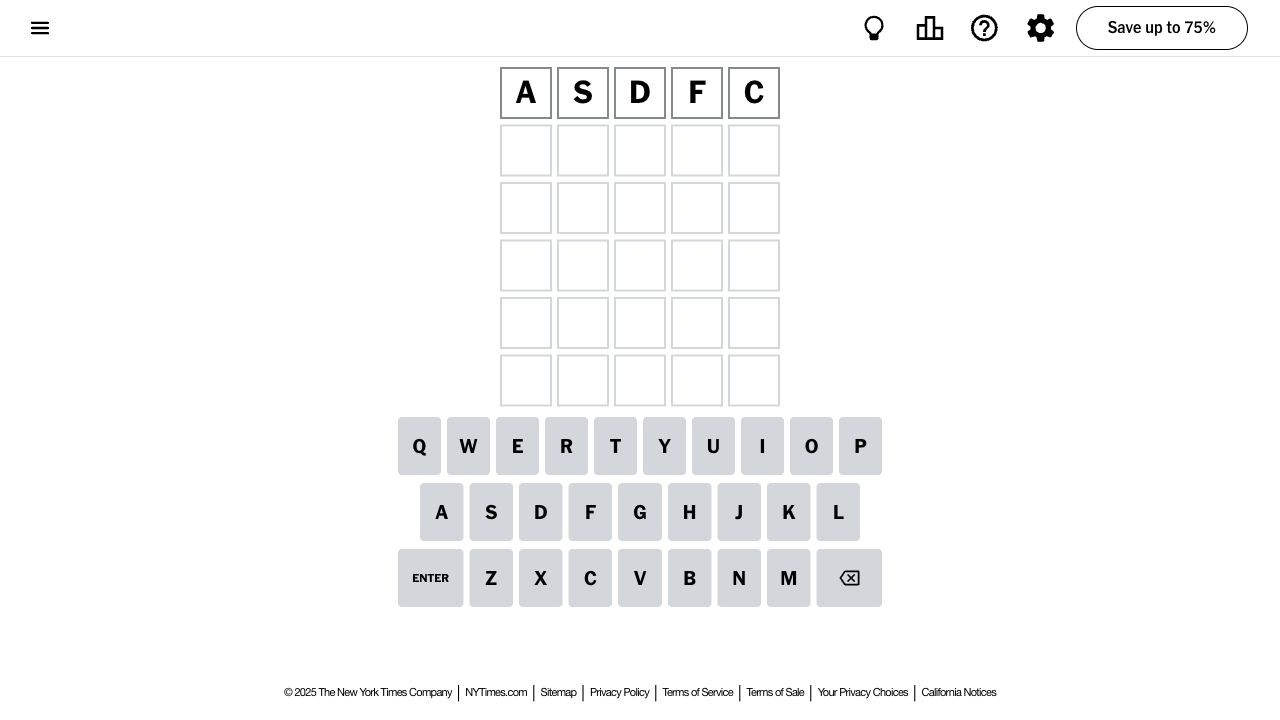 Save up to 75%
A S D F C
Q W E R T Y U I O P
A S D F G H J K L
ENTER Z X C V B N M
© 2025 The New York Times Company | NYTimes.com | Sitemap | Privacy Policy | Terms of Service | Terms of Sale | Your Privacy Choices | California Notices